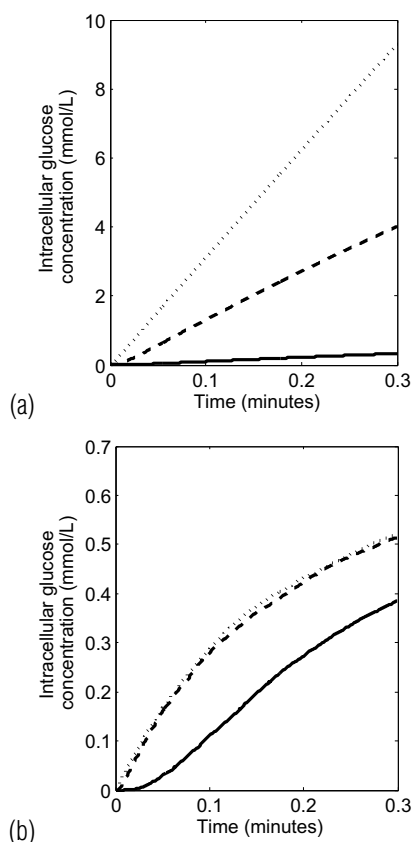 10
8
6
4
2
0
0
0.1
0.2
0.3
Intracellular glucose
concentration (mmol/L)
Time (minutes)
(a)
0.7
0.6
0.5
0.4
0.3
0.2
0.1
0
0
0.1
0.2
0.3
Intracellular glucose
concentration (mmol/L)
Time (minutes)
(b)